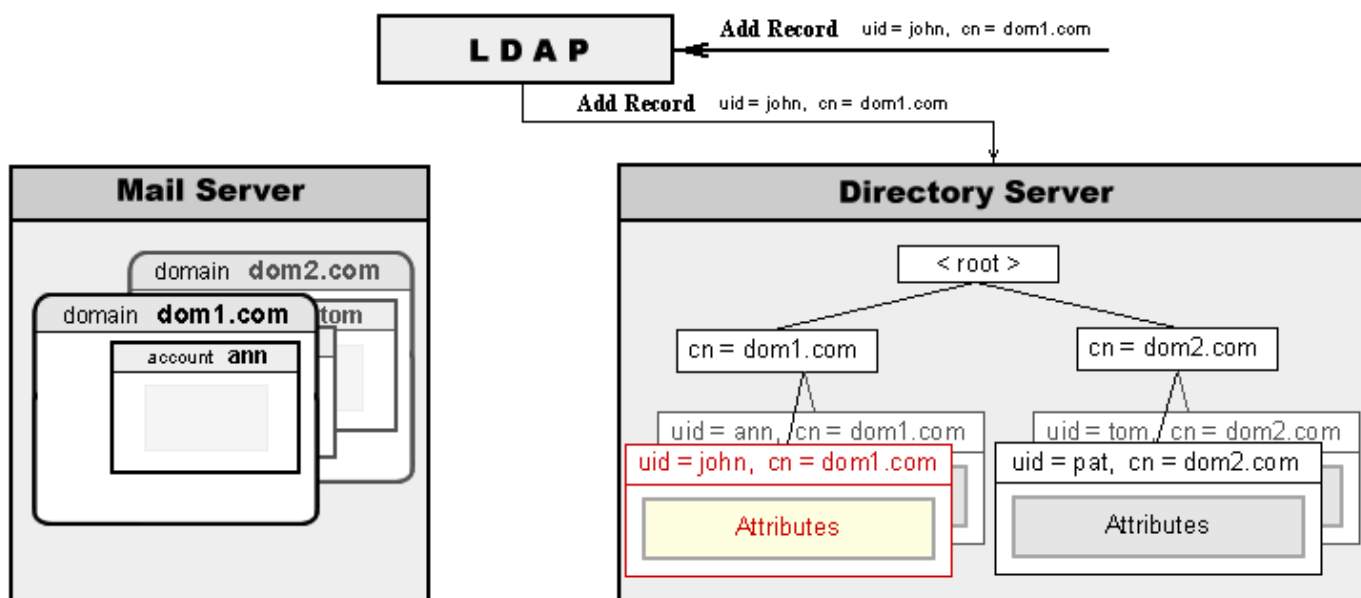 Add Record uid = john, cn = dom1.com
LDAP
Add Record uid = john, cn = dom1.com
Mail Server
domain dom2.com
tom
domain dom1.com
account ann
Directory Server
< root >
cn = dom1.com
cn = dom2.com
uid = ann, cn = dom1.com
uid = tom, cn = dom2.com
uid = john, cn = dom1.com
uid = pat, cn = dom2.com
Attributes
Attributes